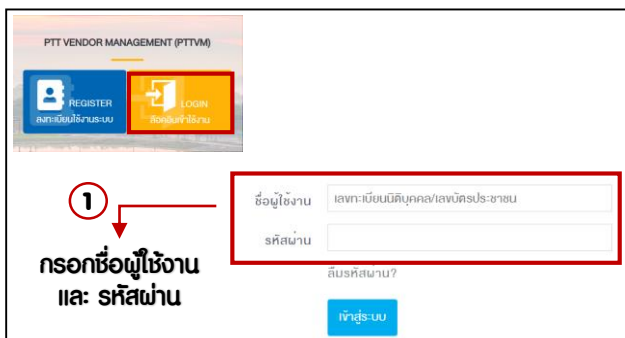 PTT VENDOR MANAGEMENT (PTTVM)
REGISTER
ลงทะเบียนใช้งานระบบ
LOGIN
ล็อคอินเข้าใช้งาน
1
กรอกชื่อผู้ใช้งาน
และ รหัสผ่าน
ชื่อผู้ใช้งาน
เลขทะเบียนนิติบุคคล/เลขบัตรประชาชน
รหัสผ่าน
ลืมรหัสผ่าน?
เข้าสู่ระบบ